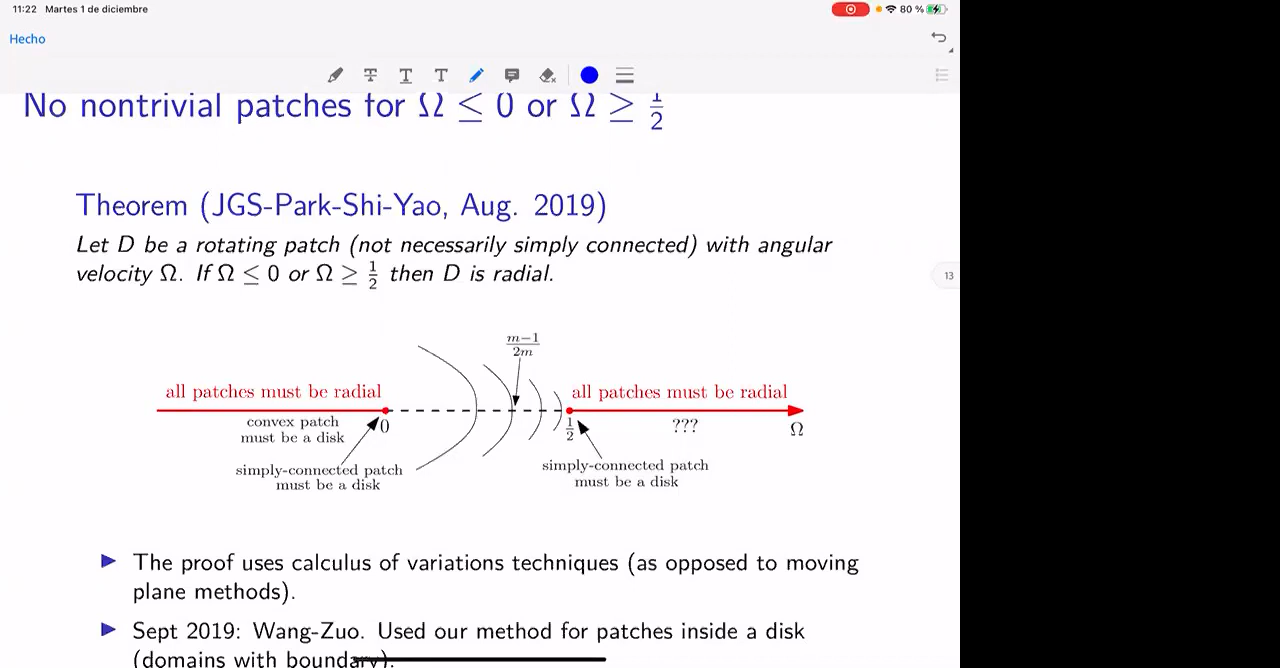 11:22 Martes 1 de diciembre
80 %
Hecho
No nontrivial patches for Ω ≤ 0 or Ω ≥ 1/2
Theorem (JGS-Park-Shi-Yao, Aug. 2019)
Let D be a rotating patch (not necessarily simply connected) with angular
velocity Ω. If Ω ≤ 0 or Ω ≥ 1/2 then D is radial.
13
m−1/2m
all patches must be radial
all patches must be radial
convex patch
must be a disk
0
1/2
???
Ω
simply-connected patch
must be a disk
simply-connected patch
must be a disk
▶ The proof uses calculus of variations techniques (as opposed to moving
plane methods).
▶ Sept 2019: Wang-Zuo. Used our method for patches inside a disk
(domains with boundary).